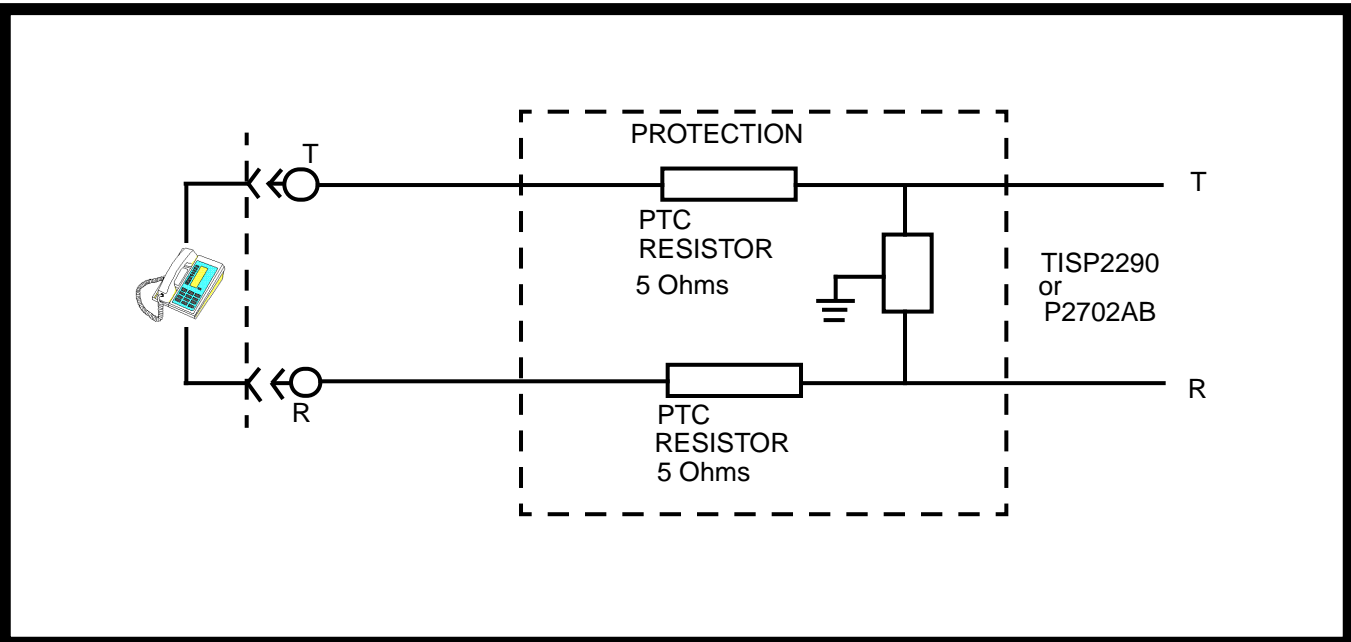 PROTECTION
T
T
PTC
RESISTOR
5 Ohms
TISP2290
or
P2702AB
R
R
PTC
RESISTOR
5 Ohms